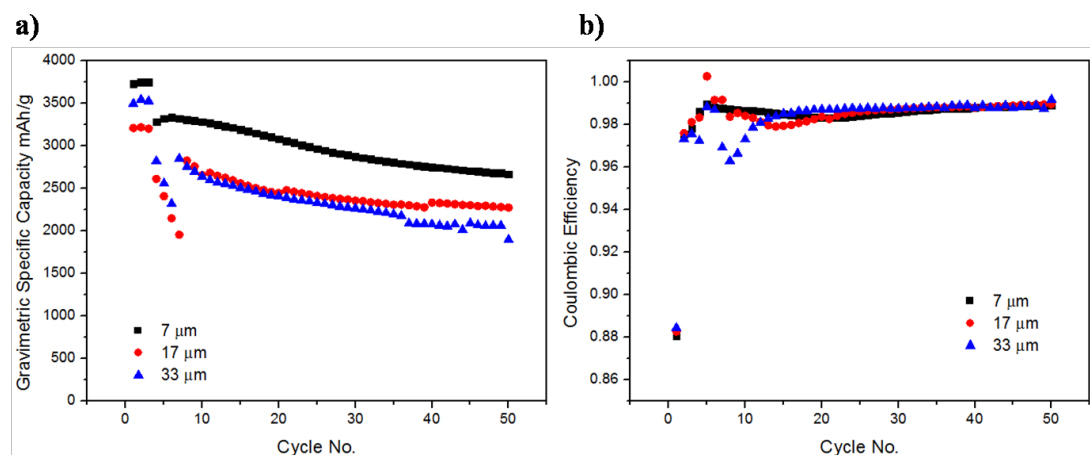 a)
Gravimetric Specific Capacity mAh/g
4000
3500
3000
2500
2000
1500
1000
500
0
7 μm
17 μm
33 μm
0 10 20 30 40 50
Cycle No.
b)
Coulombic Efficiency
1.00
0.98
0.96
0.94
0.92
0.90
0.88
0.86
7 μm
17 μm
33 μm
0 10 20 30 40 50
Cycle No.